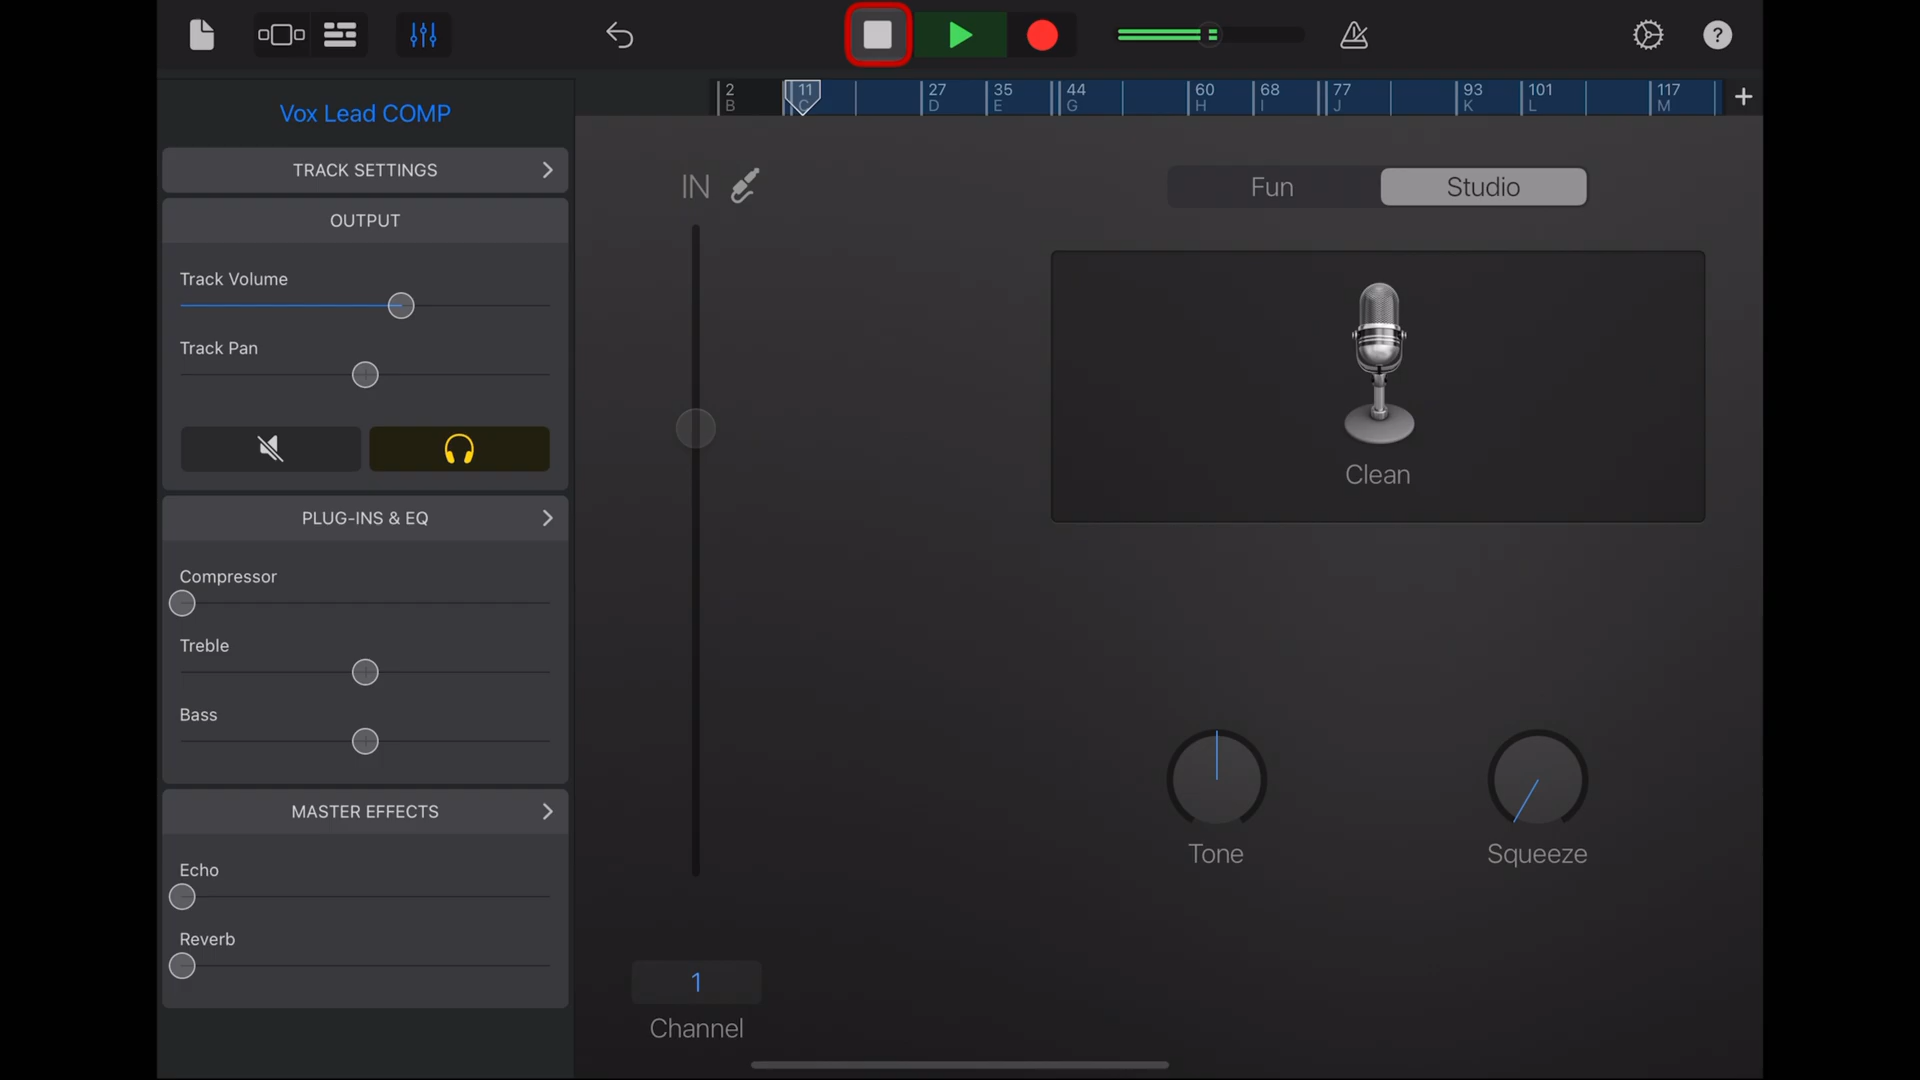 2 11 27 35 44 60 68 77 93 101 117
B C D E G H I J K L M
Vox Lead COMP
TRACK SETTINGS
OUTPUT
Track Volume
Track Pan
PLUG-INS & EQ
Compressor
Treble
Bass
MASTER EFFECTS
Echo
Reverb
IN
Fun Studio
Clean
Tone Squeeze
1
Channel